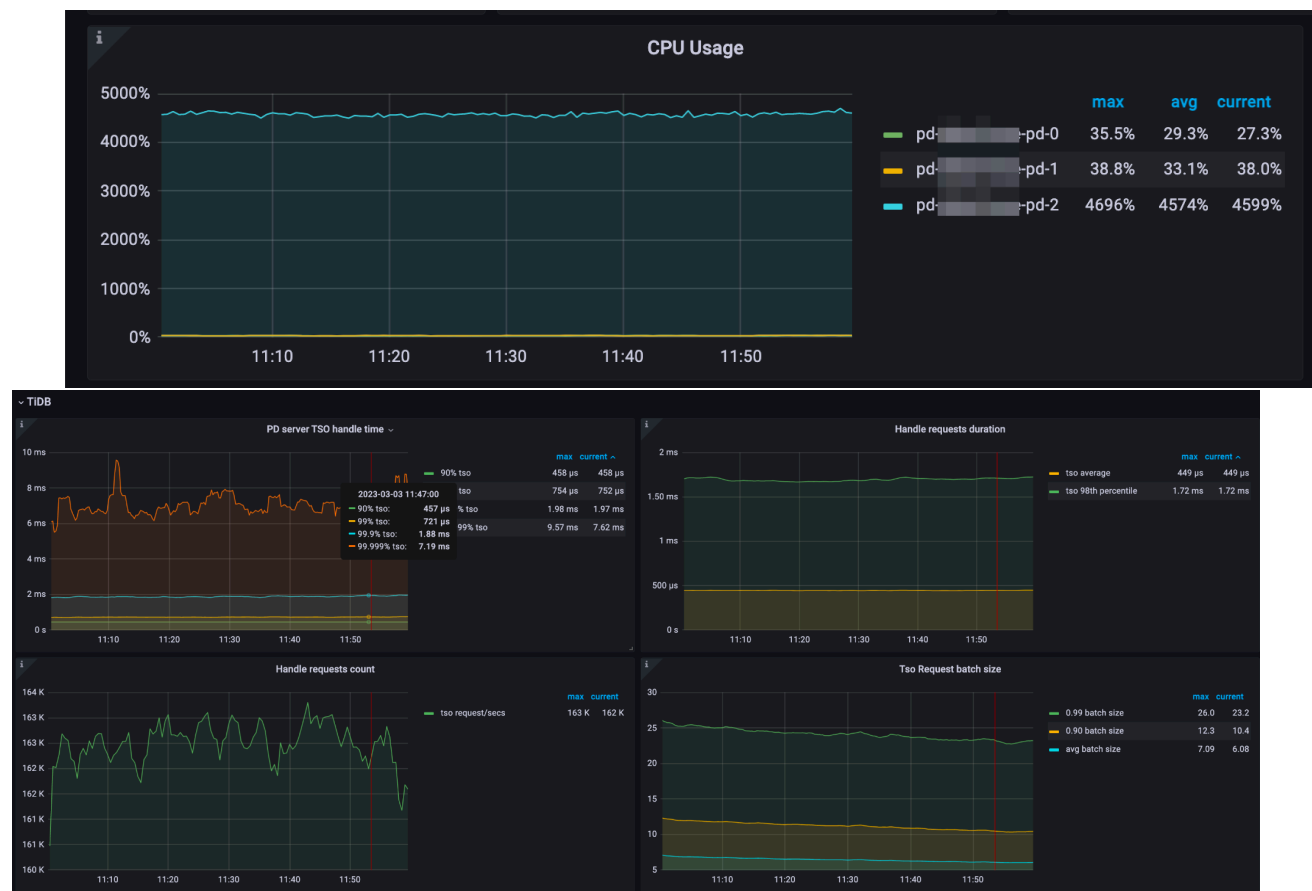 CPU Usage
max avg current
5000%
4000%
3000%
2000%
1000%
0%
11:10 11:20 11:30 11:40 11:50
pd- -pd-0 35.5% 29.3% 27.3%
pd- -pd-1 38.8% 33.1% 38.0%
pd- -pd-2 4696% 4574% 4599%
TiDB
PD server TSO handle time
10 ms
8 ms
6 ms
4 ms
2 ms
0 s
11:10 11:20 11:30 11:40 11:50
max current
90% tso 458 µs 458 µs
tso 754 µs 752 µs
% tso 1.98 ms 1.97 ms
99% tso 9.57 ms 7.62 ms
2023-03-03 11:47:00
90% tso: 457 µs
99% tso: 721 µs
99.9% tso: 1.88 ms
99.999% tso: 7.19 ms
Handle requests duration
2 ms
1.50 ms
1 ms
500 µs
0 s
11:10 11:20 11:30 11:40 11:50
max current
tso average 449 µs 449 µs
tso 98th percentile 1.72 ms 1.72 ms
Handle requests count
164 K
163 K
163 K
162 K
162 K
161 K
161 K
160 K
11:10 11:20 11:30 11:40 11:50
max current
tso request/secs 163 K 162 K
Tso Request batch size
30
25
20
15
10
5
11:10 11:20 11:30 11:40 11:50
max current
0.99 batch size 26.0 23.2
0.90 batch size 12.3 10.4
avg batch size 7.09 6.08